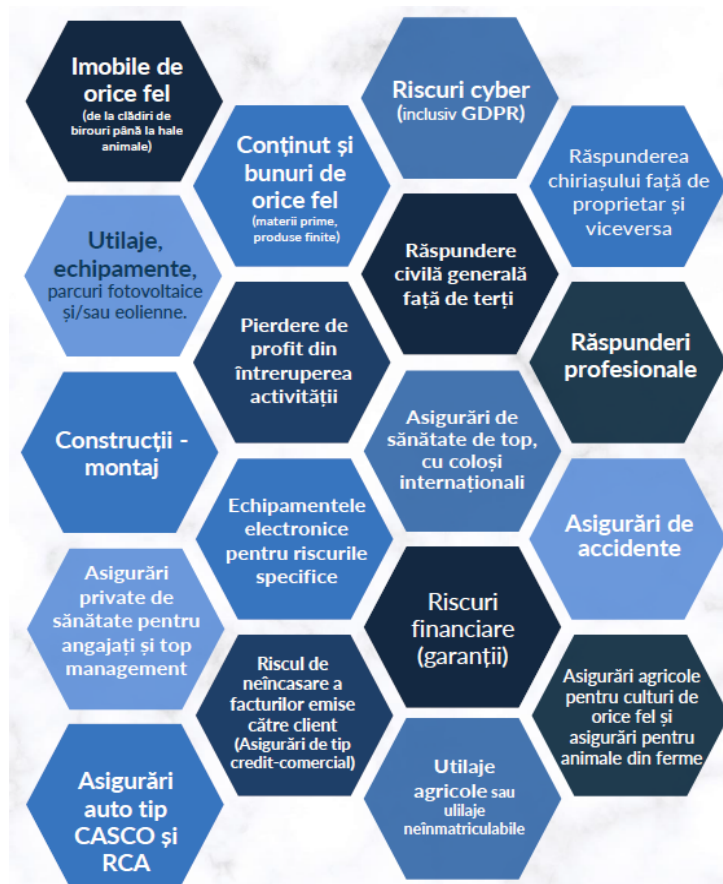 Imobile de
orice fel
(de la clădiri de
birouri până la hale
animale)
Riscuri cyber
(inclusiv GDPR)
Conținut și
bunuri de
orice fel
(materii prime,
produse finite)
Răspunderea
chiriașului față de
proprietar și
viceversa
Utilaje,
echipamente,
parcuri fotovoltaice
și/sau eolienne.
Răspundere
civilă generală
față de terți
Pierdere de
profit din
întreruperea
activității
Răspunderi
profesionale
Construcții -
montaj
Asigurări de
sănătate de top,
cu coloși
internaționali
Echipamentele
electronice
pentru riscurile
specifice
Asigurări de
accidente
Asigurări
private de
sănătate pentru
angajați și top
management
Riscuri
financiare
(garanții)
Riscul de
neîncasare a
facturilor emise
către client
(Asigurări de tip
credit-comercial)
Asigurări agricole
pentru culturi de
orice fel și
asigurări pentru
animale din ferme
Asigurări
auto tip
CASCO și
RCA
Utilaje
agricole sau
ulilaje
neînmatriculabile